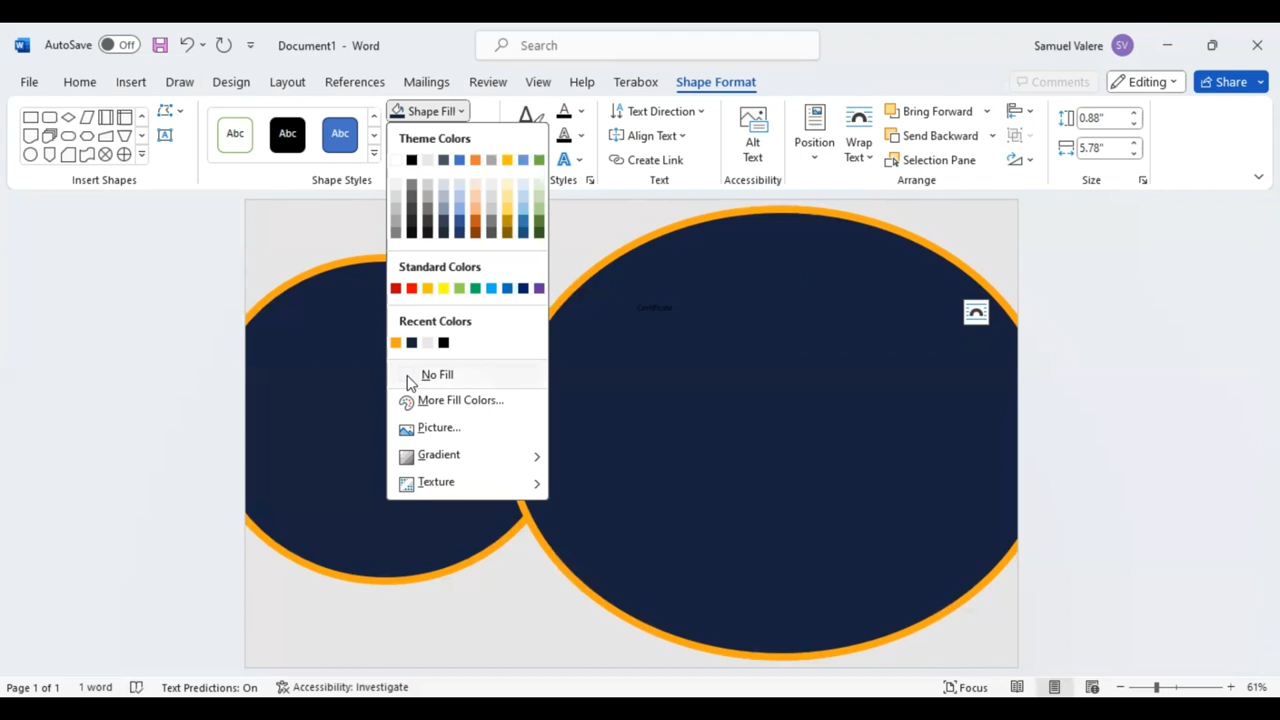 AutoSave Off Document1 - Word Search Samuel Valere SV
File Home Insert Draw Design Layout References Mailings Review View Help Terabox Shape Format Comments Editing Share
Shape Fill Text Direction Bring Forward 0.88"
Abc Abc Abc Align Text Alt Text Position Wrap Text Send Backward 5.78"
Create Link Selection Pane
Insert Shapes Shape Styles Styles Text Accessibility Arrange Size
Theme Colors
Standard Colors
Recent Colors
No Fill
More Fill Colors...
Picture...
Gradient
Texture
Certificate
Page 1 of 1 1 word Text Predictions: On Accessibility: Investigate Focus 61%